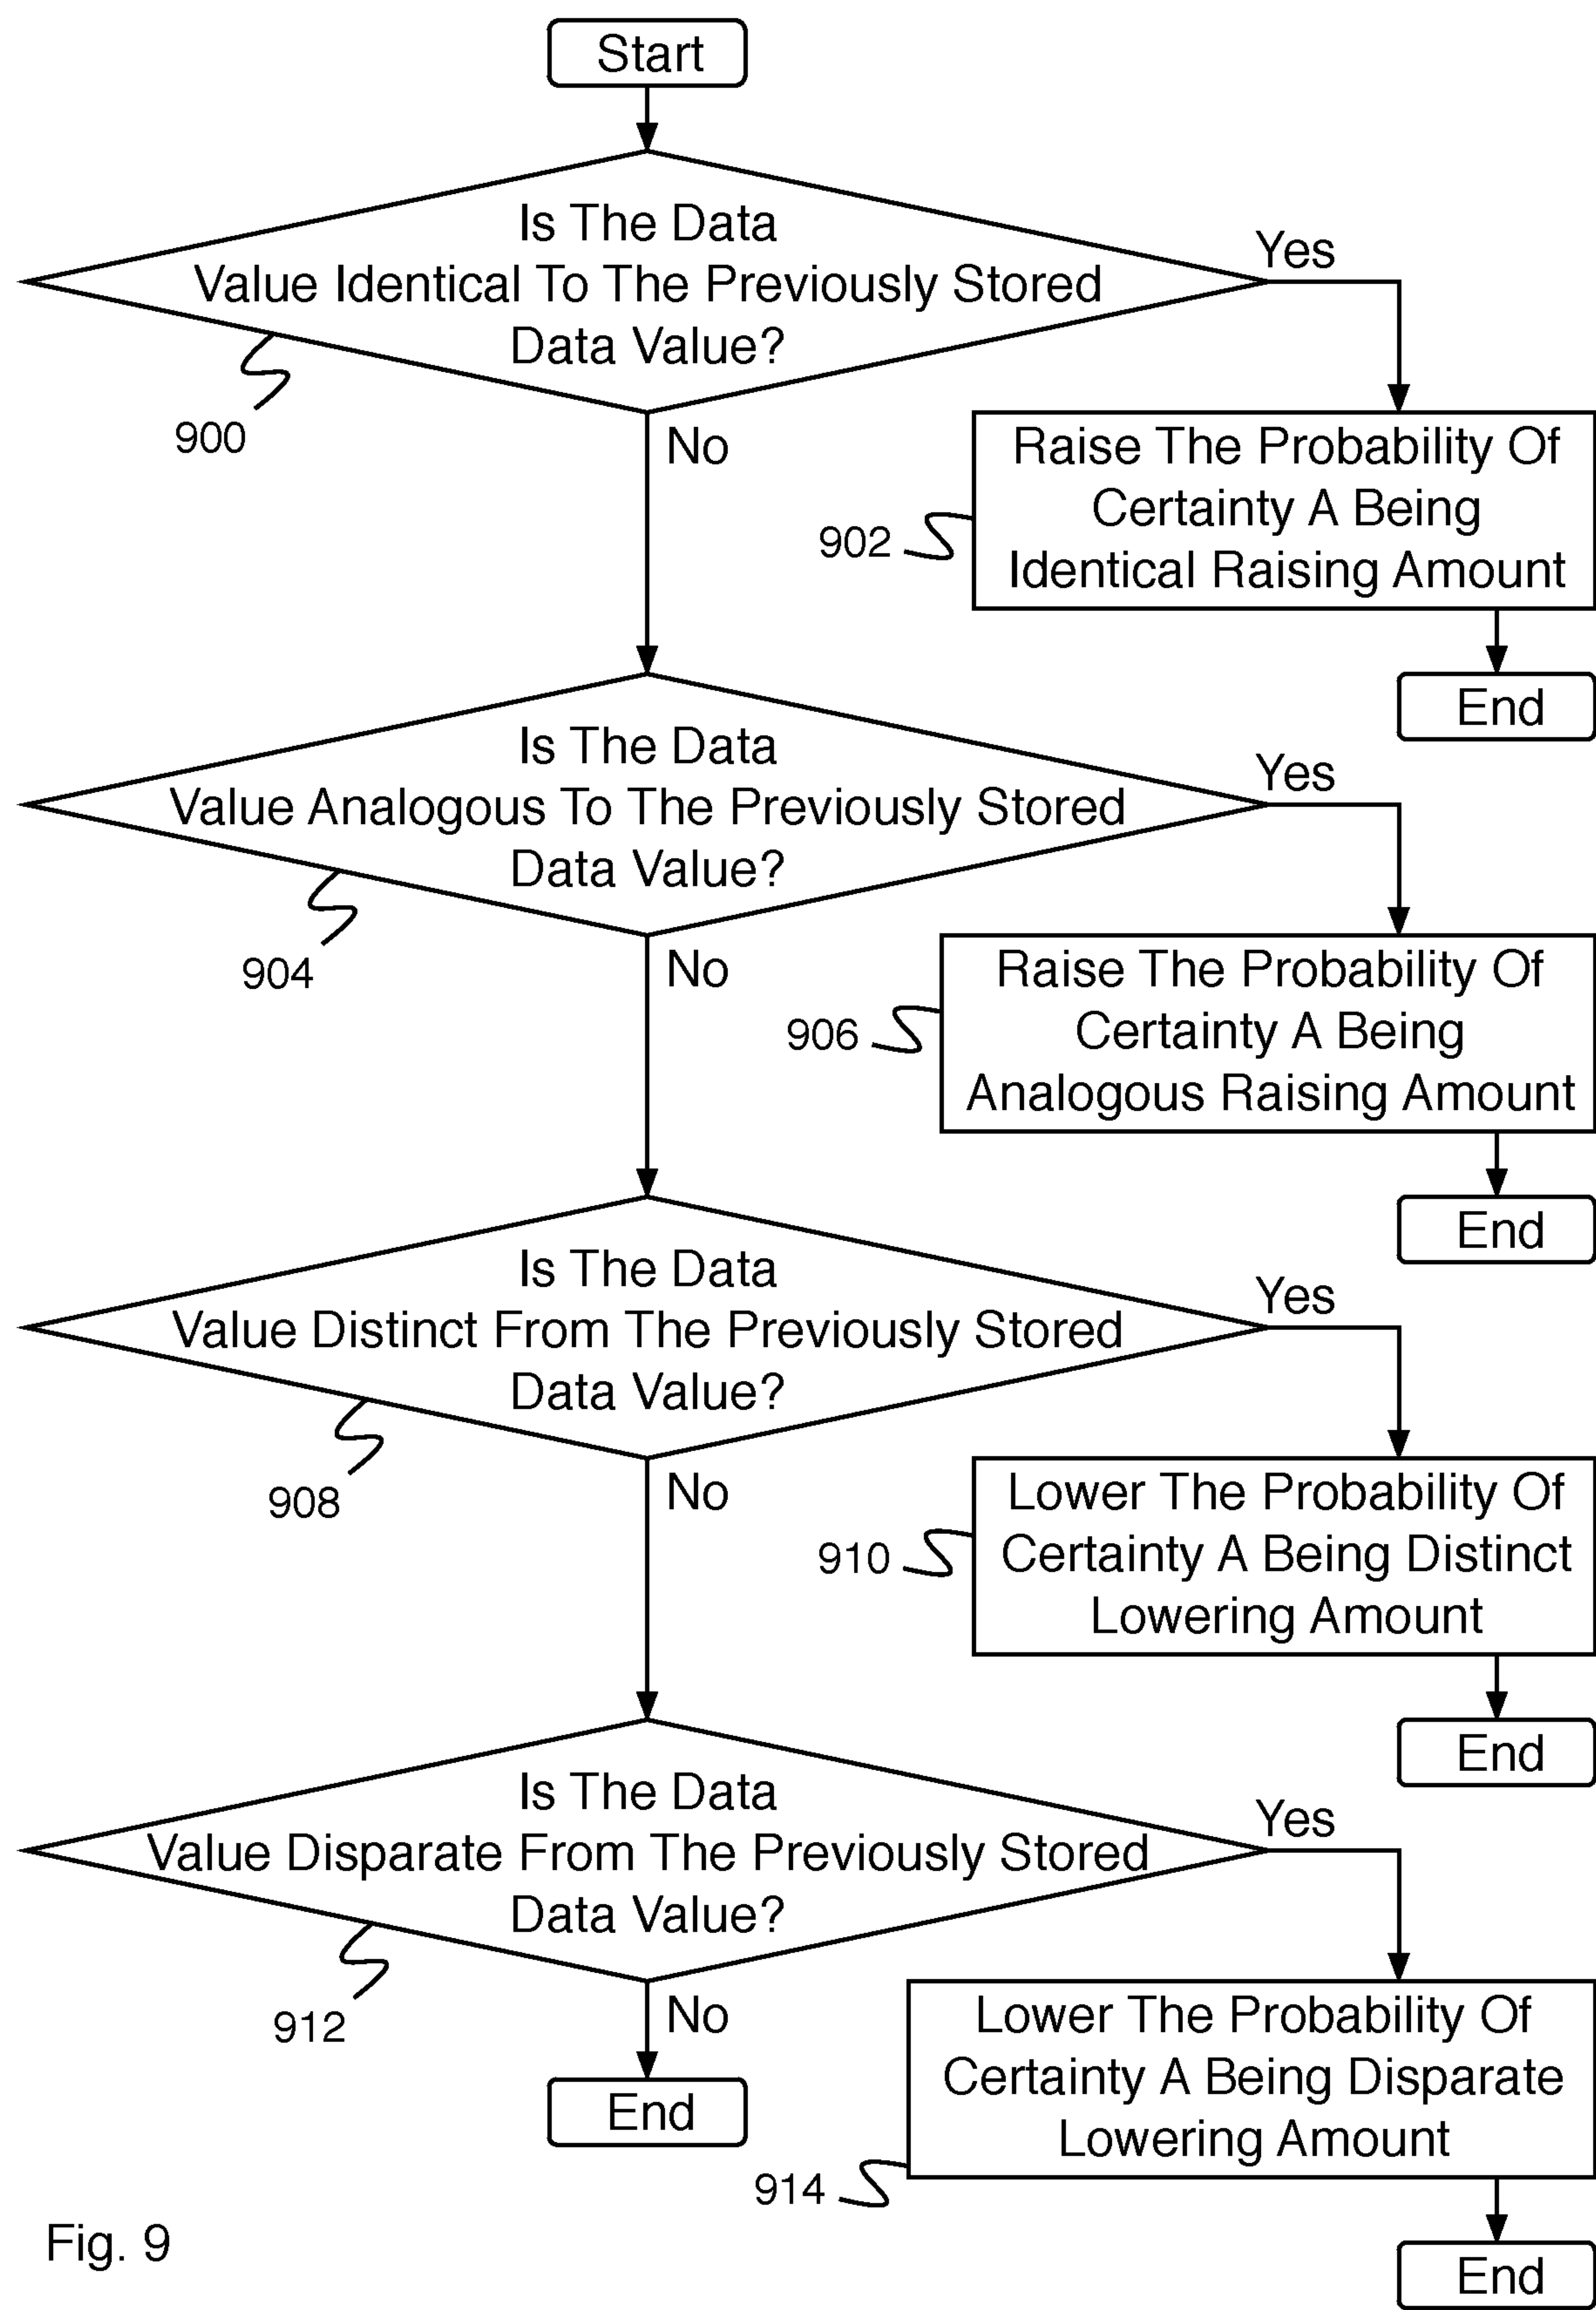 Start
Is The Data
Value Identical To The Previously Stored
Data Value?
Yes
900
No
Raise The Probability Of
Certainty A Being
Identical Raising Amount
902
End
Is The Data
Value Analogous To The Previously Stored
Data Value?
Yes
904
No
Raise The Probability Of
Certainty A Being
Analogous Raising Amount
906
End
Is The Data
Value Distinct From The Previously Stored
Data Value?
Yes
908
No
Lower The Probability Of
Certainty A Being Distinct
Lowering Amount
910
End
Is The Data
Value Disparate From The Previously Stored
Data Value?
Yes
912
No
End
Lower The Probability Of
Certainty A Being Disparate
Lowering Amount
914
End
Fig. 9